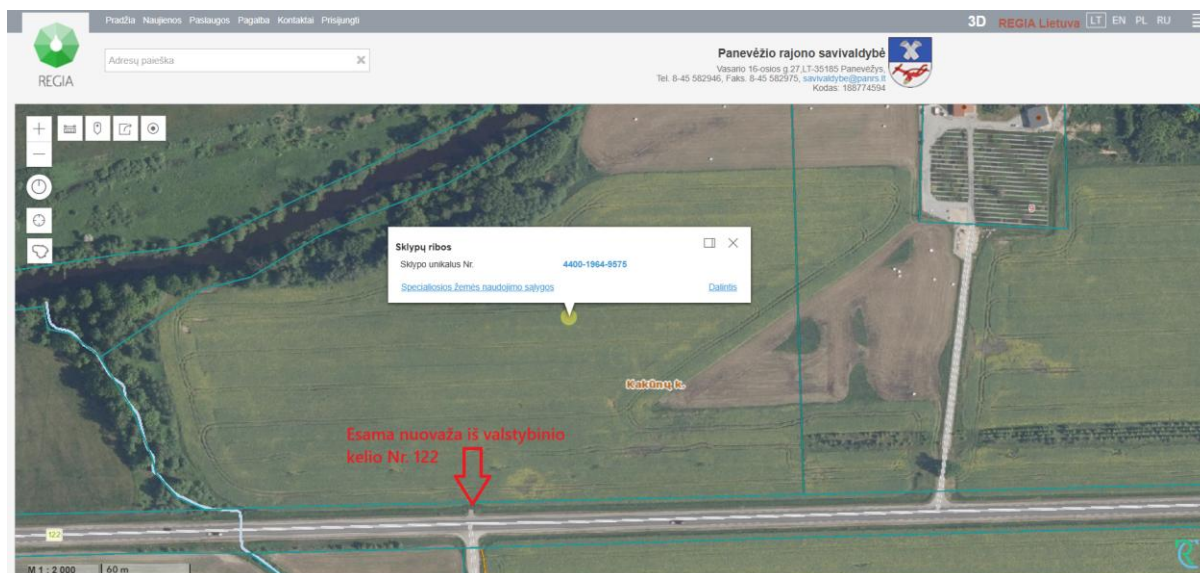 Pradžia Naujienos Paslaugos Pagalba Kontaktai Prisijungti
3D REGIA Lietuva LT EN PL RU
REGIA
Adresų paieška
Panevėžio rajono savivaldybė
Vasario 16-osios g.27,LT-35185 Panevėžys,
Tel. 8-45 582946, Faks. 8-45 582975, savivaldybe@panrs.lt
Kodas: 188774594
Sklypų ribos
Sklypo unikalus Nr. 4400-1964-9575
Specialiosios žemės naudojimo sąlygos Dalintis
Kakūnų k.
Esama nuovaža iš valstybinio
kelio Nr. 122
122
M 1 : 2 000 60 m